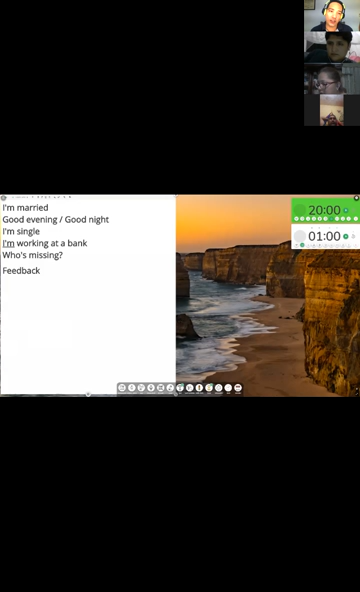 I'm married
Good evening / Good night
I'm single
I'm working at a bank
Who's missing?
Feedback
20:00
01:00